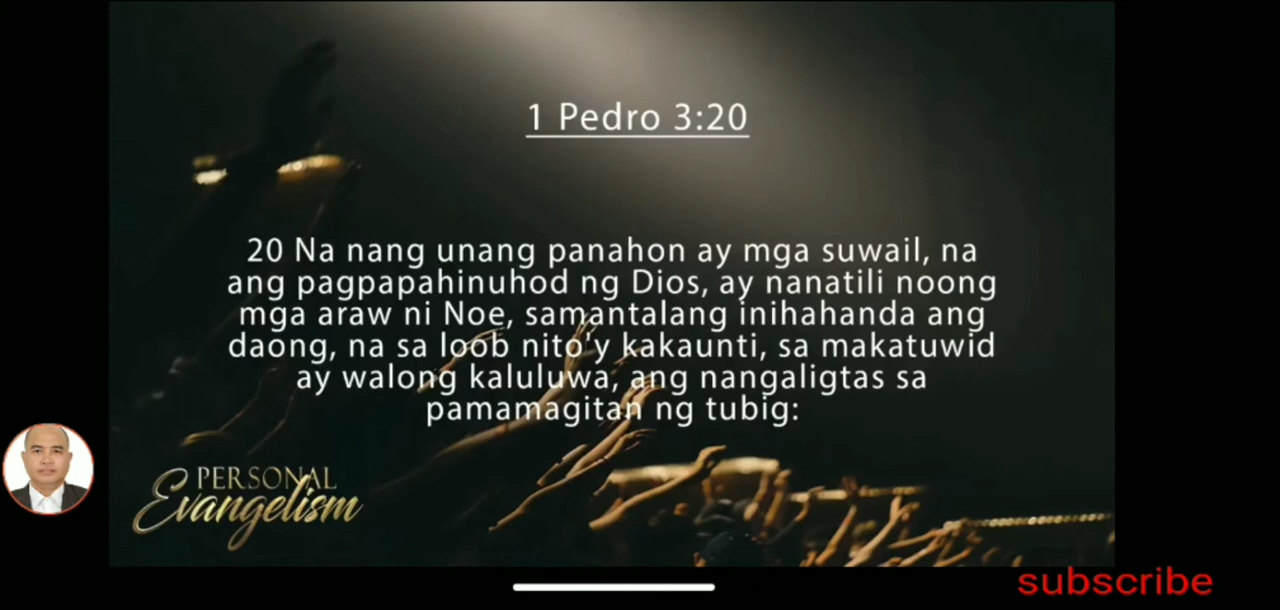 1 Pedro 3:20
20 Na nang unang panahon ay mga suwail, na
ang pagpapahinuhod ng Dios, ay nanatili noong
mga araw ni Noe, samantalang inihahanda ang
daong, na sa loob nito'y kakaunti, sa makatuwid
ay walong kaluluwa, ang nangaligtas sa
pamamagitan ng tubig:
PERSONAL
Evangelism
subscribe